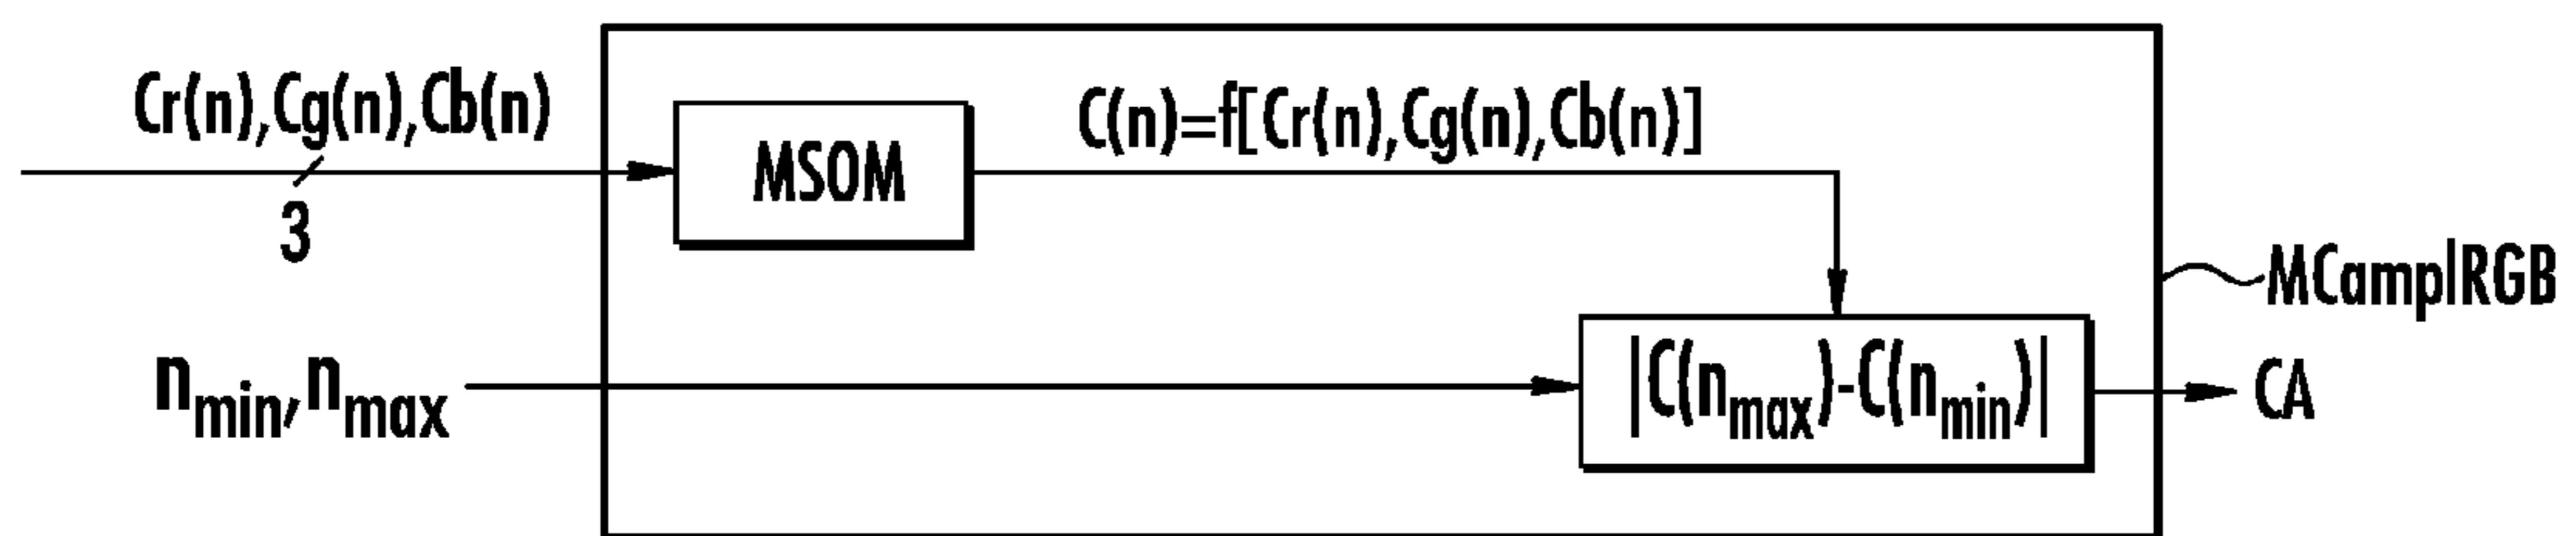 Cr(n),Cg(n),Cb(n)
3
MSOM
C(n)=f[Cr(n),Cg(n),Cb(n)]
MCamplRGB
nmin,nmax
|C(nmax)-C(nmin)|
CA